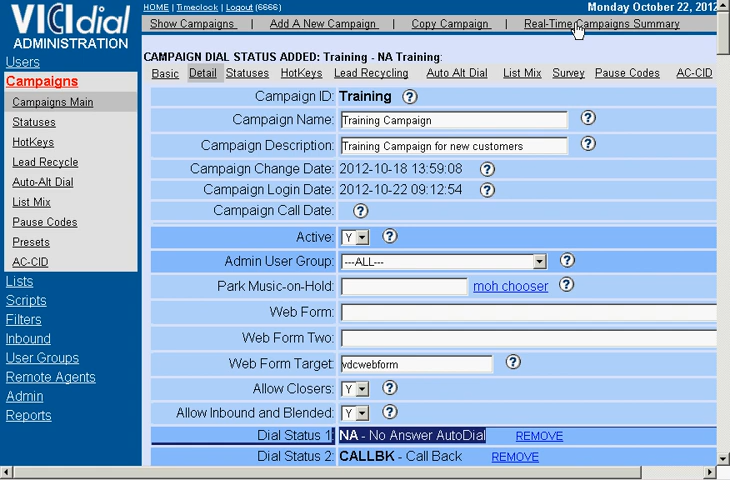 VICIdial
ADMINISTRATION
HOME | Timeclock | Logout (6666)
Monday October 22, 2012
Show Campaigns | Add A New Campaign | Copy Campaign | Real-Time Campaigns Summary
CAMPAIGN DIAL STATUS ADDED: Training - NA Training:
Basic Detail Statuses HotKeys Lead Recycling Auto Alt Dial List Mix Survey Pause Codes AC-CID
Users
Campaigns
Campaigns Main
Statuses
HotKeys
Lead Recycle
Auto-Alt Dial
List Mix
Pause Codes
Presets
AC-CID
Lists
Scripts
Filters
Inbound
User Groups
Remote Agents
Admin
Reports
Campaign ID: Training ?
Campaign Name: Training Campaign ?
Campaign Description: Training Campaign for new customers ?
Campaign Change Date: 2012-10-18 13:59:08 ?
Campaign Login Date: 2012-10-22 09:12:54 ?
Campaign Call Date: ?
Active: Y ?
Admin User Group: ---ALL--- ?
Park Music-on-Hold: moh chooser ?
Web Form:
Web Form Two:
Web Form Target: vdcwebform ?
Allow Closers: Y ?
Allow Inbound and Blended: Y ?
Dial Status 1: NA - No Answer AutoDial REMOVE
Dial Status 2: CALLBK - Call Back REMOVE